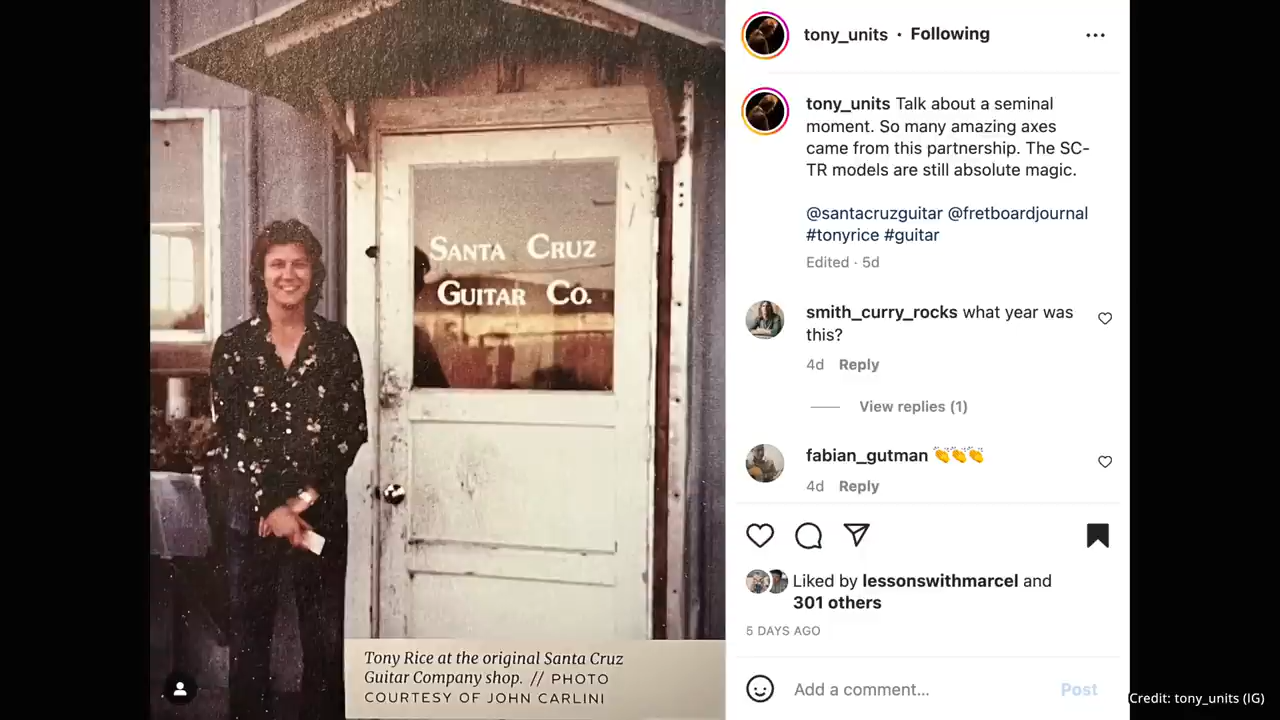 SANTA CRUZ
GUITAR CO.
Tony Rice at the original Santa Cruz
Guitar Company shop. // PHOTO
COURTESY OF JOHN CARLINI
tony_units • Following
tony_units Talk about a seminal
moment. So many amazing axes
came from this partnership. The SC-
TR models are still absolute magic.
@santacruzguitar @fretboardjournal
#tonyrice #guitar
Edited · 5d
smith_curry_rocks what year was
this?
4d Reply
View replies (1)
fabian_gutman 👏👏👏
4d Reply
Liked by lessonswithmarcel and
301 others
5 DAYS AGO
Add a comment... Post
Credit: tony_units (IG)